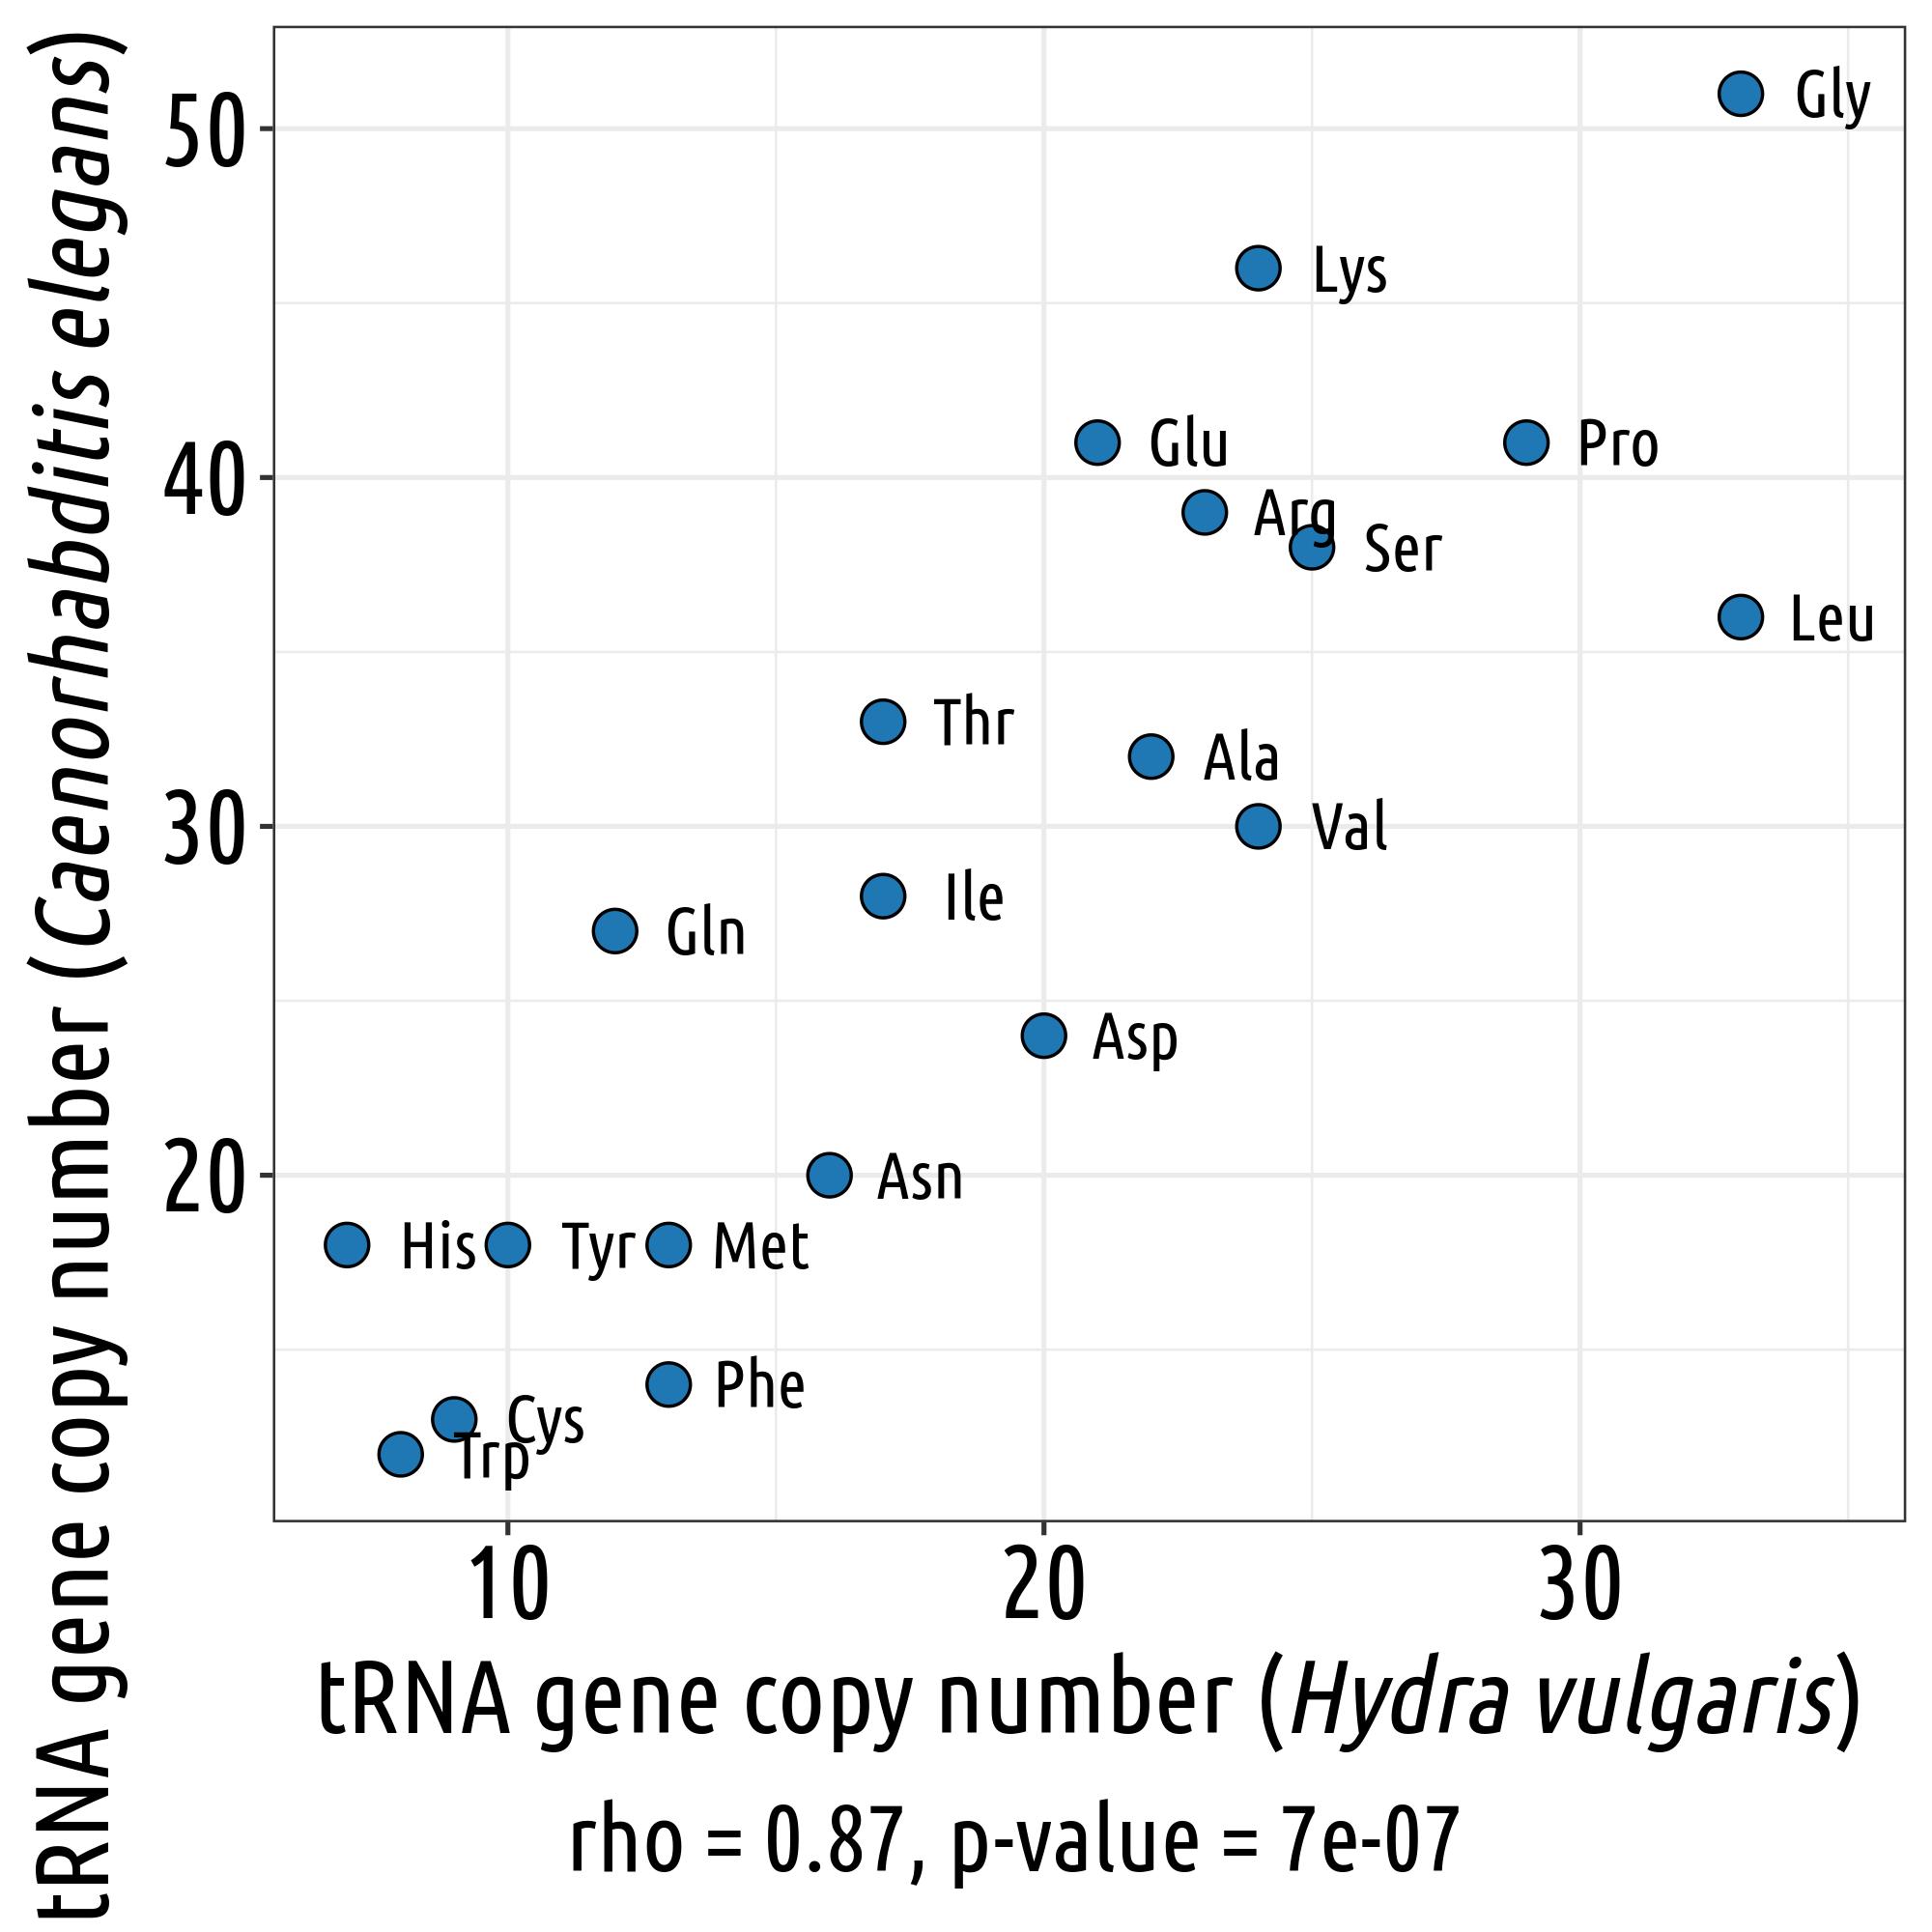 tRNA gene copy number (Caenorhabditis elegans)
50
40
30
20
Gly
Lys
Glu
Pro
Arg
Ser
Leu
Thr
Ala
Val
Ile
Gln
Asp
Asn
His
Tyr
Met
Phe
Cys
Trp
10
20
30
tRNA gene copy number (Hydra vulgaris)
rho = 0.87, p-value = 7e-07